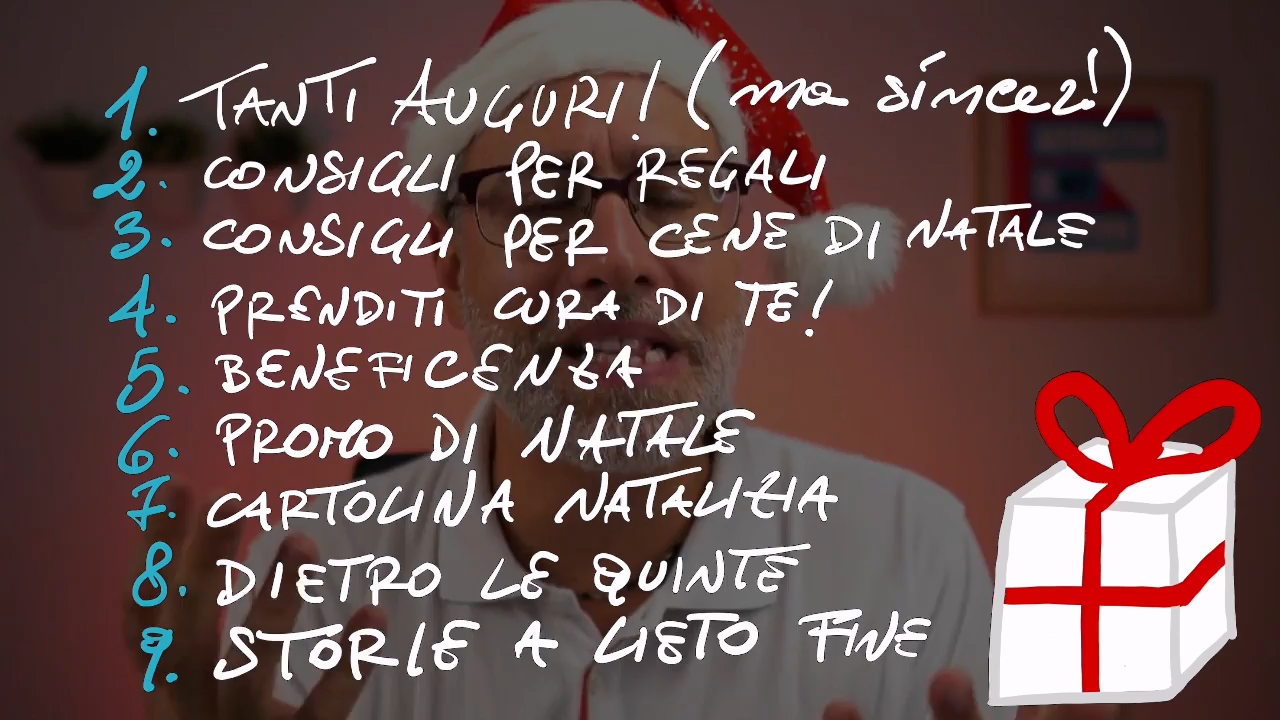 1. TANTI AUGURI! (ma sinceri!)
2. CONSIGLI PER REGALI
3. CONSIGLI PER CENE DI NATALE
4. PRENDITI CURA DI TE!
5. BENEFICENZA
6. PROMO DI NATALE
7. CARTOLINA NATALIZIA
8. DIETRO LE QUINTE
9. STORIE A LIETO FINE